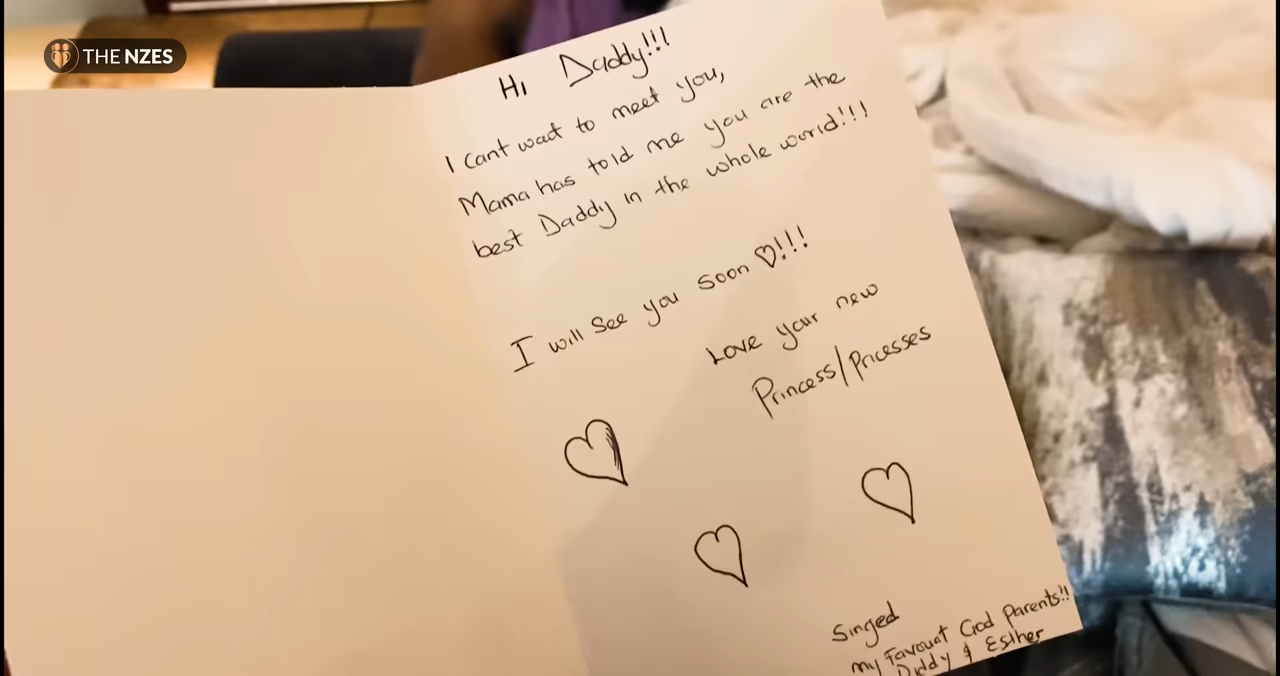 THE NZES
HI Daddy!!!
I cant wait to meet you,
Mama has told me you are the
best Daddy in the whole world!!!
I will See you soon ♡!!!
Love your new
Princess/Pricesses
Singed
my Favourit God Parents!!
Diddy & Esther